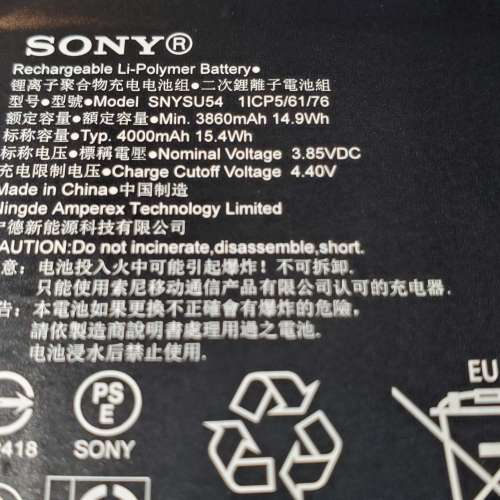 SONY®
Rechargeable Li-Polymer Battery●
锂离子聚合物充电电池组●二次鋰離子電池組
型号●型號●Model SNYSU54 1ICP5/61/76
额定容量●額定容量●Min. 3860mAh 14.9Wh
标称容量●Typ. 4000mAh 15.4Wh
标称电压●標稱電壓●Nominal Voltage 3.85VDC
充电限制电压●Charge Cutoff Voltage 4.40V
Made in China●中国制造
Ningde Amperex Technology Limited
宁德新能源科技有限公司
CAUTION:Do not incinerate,disassemble,short.
意：电池投入火中可能引起爆炸！不可拆卸.
只能使用索尼移动通信产品有限公司认可的充电器.
告：本電池如果更換不正確會有爆炸的危險，
請依製造商說明書處理用過之電池.
电池浸水后禁止使用.
PS
E
EU
2418
SONY